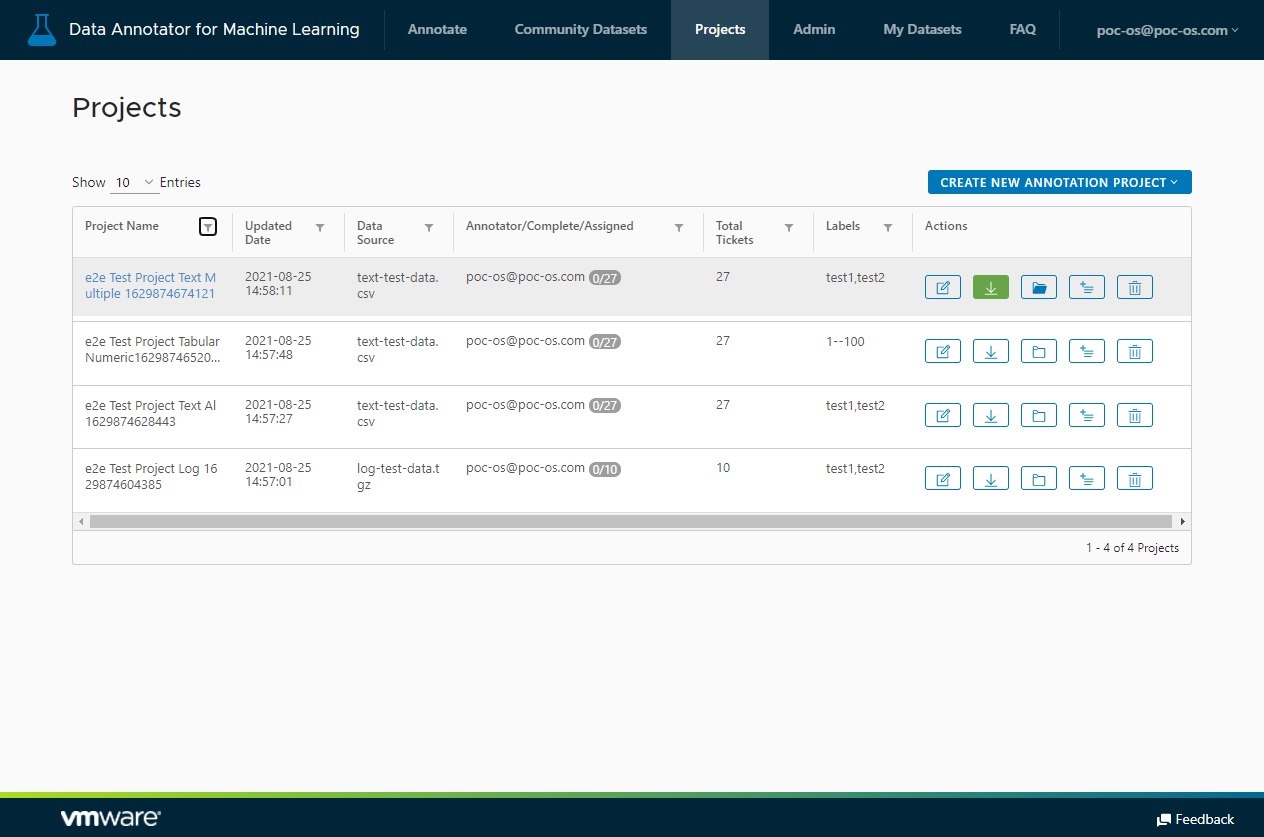 Data Annotator for Machine Learning
Annotate
Community Datasets
Projects
Admin
My Datasets
FAQ
poc-os@poc-os.com
Projects
Show 10 Entries
CREATE NEW ANNOTATION PROJECT
Project Name
Updated
Date
Data
Source
Annotator/Complete/Assigned
Total
Tickets
Labels
Actions
e2e Test Project Text M
ultiple 1629874674121
2021-08-25
14:58:11
text-test-data.
csv
poc-os@poc-os.com 0/27
27
test1,test2
e2e Test Project Tabular
Numeric16298746520...
2021-08-25
14:57:48
text-test-data.
csv
poc-os@poc-os.com 0/27
27
1--100
e2e Test Project Text Al
1629874628443
2021-08-25
14:57:27
text-test-data.
csv
poc-os@poc-os.com 0/27
27
test1,test2
e2e Test Project Log 16
29874604385
2021-08-25
14:57:01
log-test-data.t
gz
poc-os@poc-os.com 0/10
10
test1,test2
1 - 4 of 4 Projects
vmware
Feedback